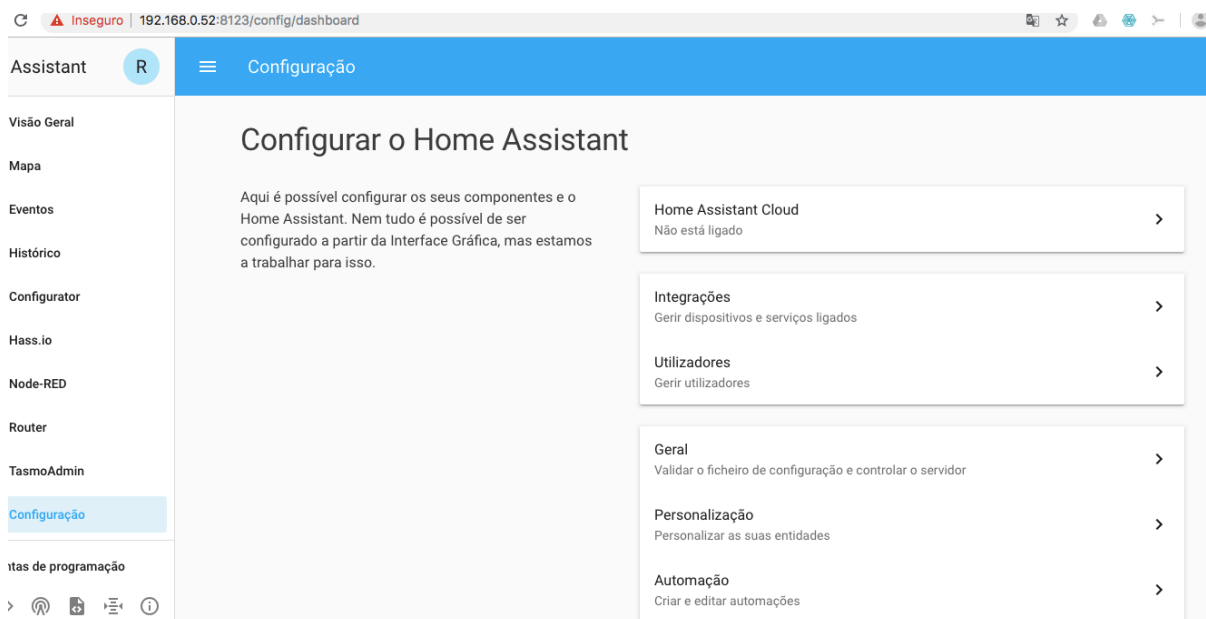 Inseguro | 192.168.0.52:8123/config/dashboard
Assistant R
Configuração
Visão Geral
Mapa
Eventos
Histórico
Configurator
Hass.io
Node-RED
Router
TasmoAdmin
Configuração
ntas de programação
Configurar o Home Assistant
Aqui é possível configurar os seus componentes e o
Home Assistant. Nem tudo é possível de ser
configurado a partir da Interface Gráfica, mas estamos
a trabalhar para isso.
Home Assistant Cloud
Não está ligado
Integrações
Gerir dispositivos e serviços ligados
Utilizadores
Gerir utilizadores
Geral
Validar o ficheiro de configuração e controlar o servidor
Personalização
Personalizar as suas entidades
Automação
Criar e editar automações